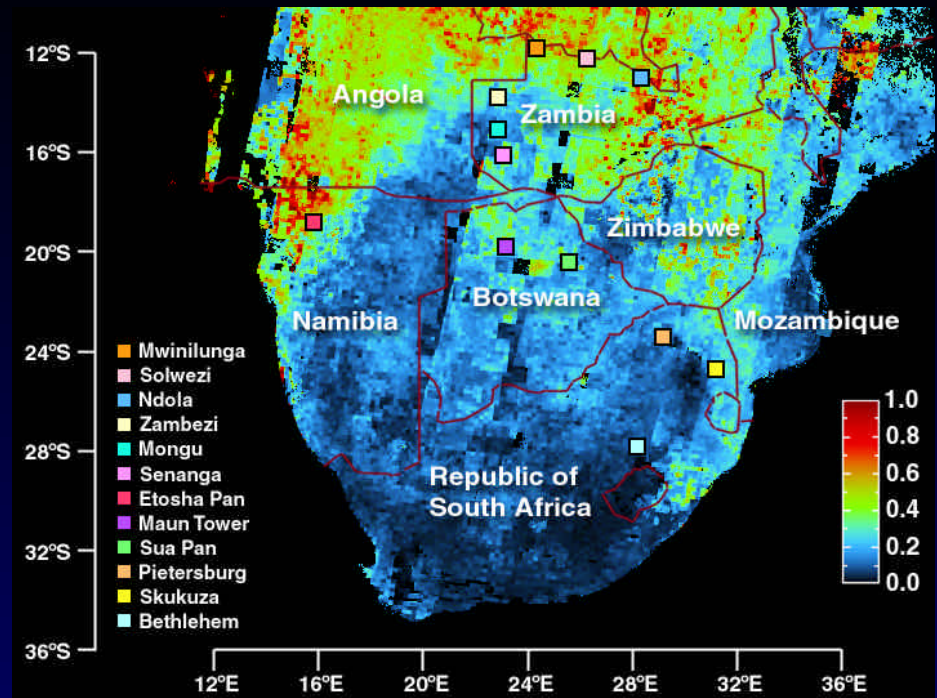 12°S
16°S
20°S
24°S
28°S
32°S
36°S
Angola
Zambia
Zimbabwe
Botswana
Namibia
Mozambique
Republic of
South Africa
Mwinilunga
Solwezi
Ndola
Zambezi
Mongu
Senanga
Etosha Pan
Maun Tower
Sua Pan
Pietersburg
Skukuza
Bethlehem
1.0
0.8
0.6
0.4
0.2
0.0
12°E 16°E 20°E 24°E 28°E 32°E 36°E